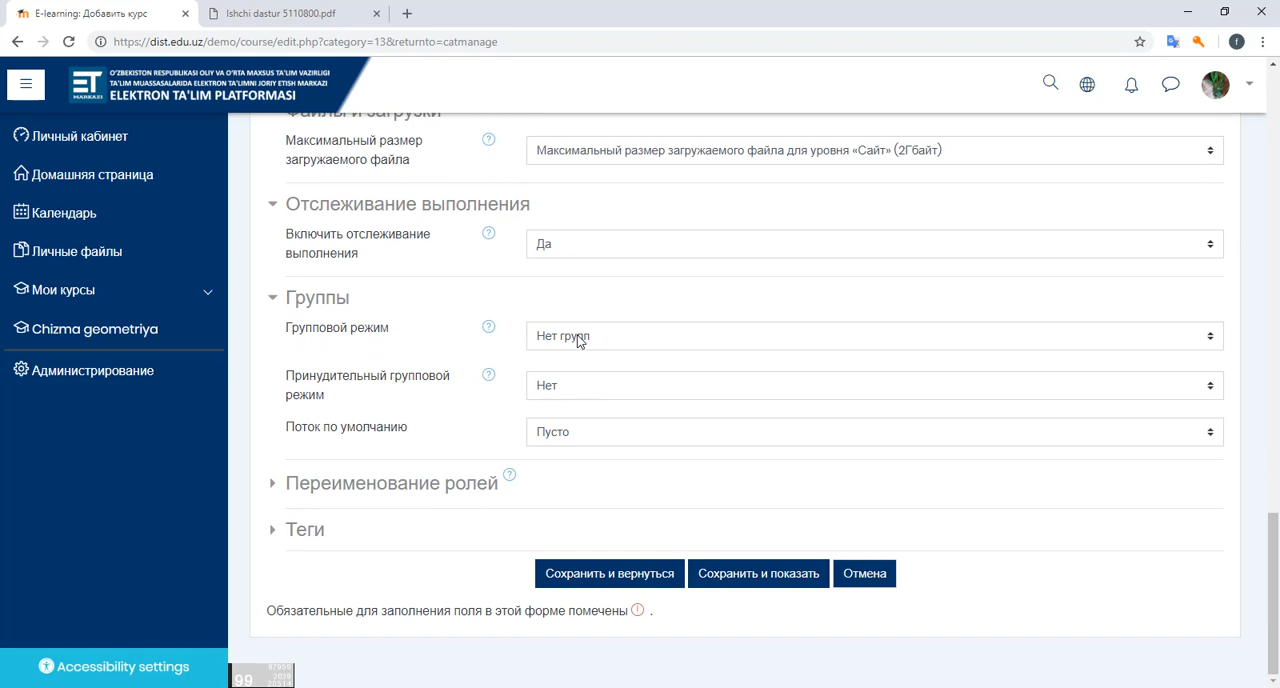 E-learning: Добавить курс
Ishchi dastur 5110800.pdf
https://dist.edu.uz/demo/course/edit.php?category=13&returnto=catmanage
f
ET
MARKAZI
O'ZBEKISTON RESPUBLIKASI OLIY VA O'RTA MAXSUS TA'LIM VAZIRLIGI
TA'LIM MUASSASALARIDA ELEKTRON TA'LIMNI JORIY ETISH MARKAZI
ELEKTRON TA'LIM PLATFORMASI
Личный кабинет
Домашняя страница
Календарь
Личные файлы
Мои курсы
Chizma geometriya
Администрирование
Accessibility settings
Файлы и загрузки
Максимальный размер
загружаемого файла
Максимальный размер загружаемого файла для уровня «Сайт» (2Гбайт)
Отслеживание выполнения
Включить отслеживание
выполнения
Да
Группы
Групповой режим
Нет групп
Принудительный групповой
режим
Нет
Поток по умолчанию
Пусто
Переименование ролей
Теги
Сохранить и вернуться
Сохранить и показать
Отмена
Обязательные для заполнения поля в этой форме помечены .
99